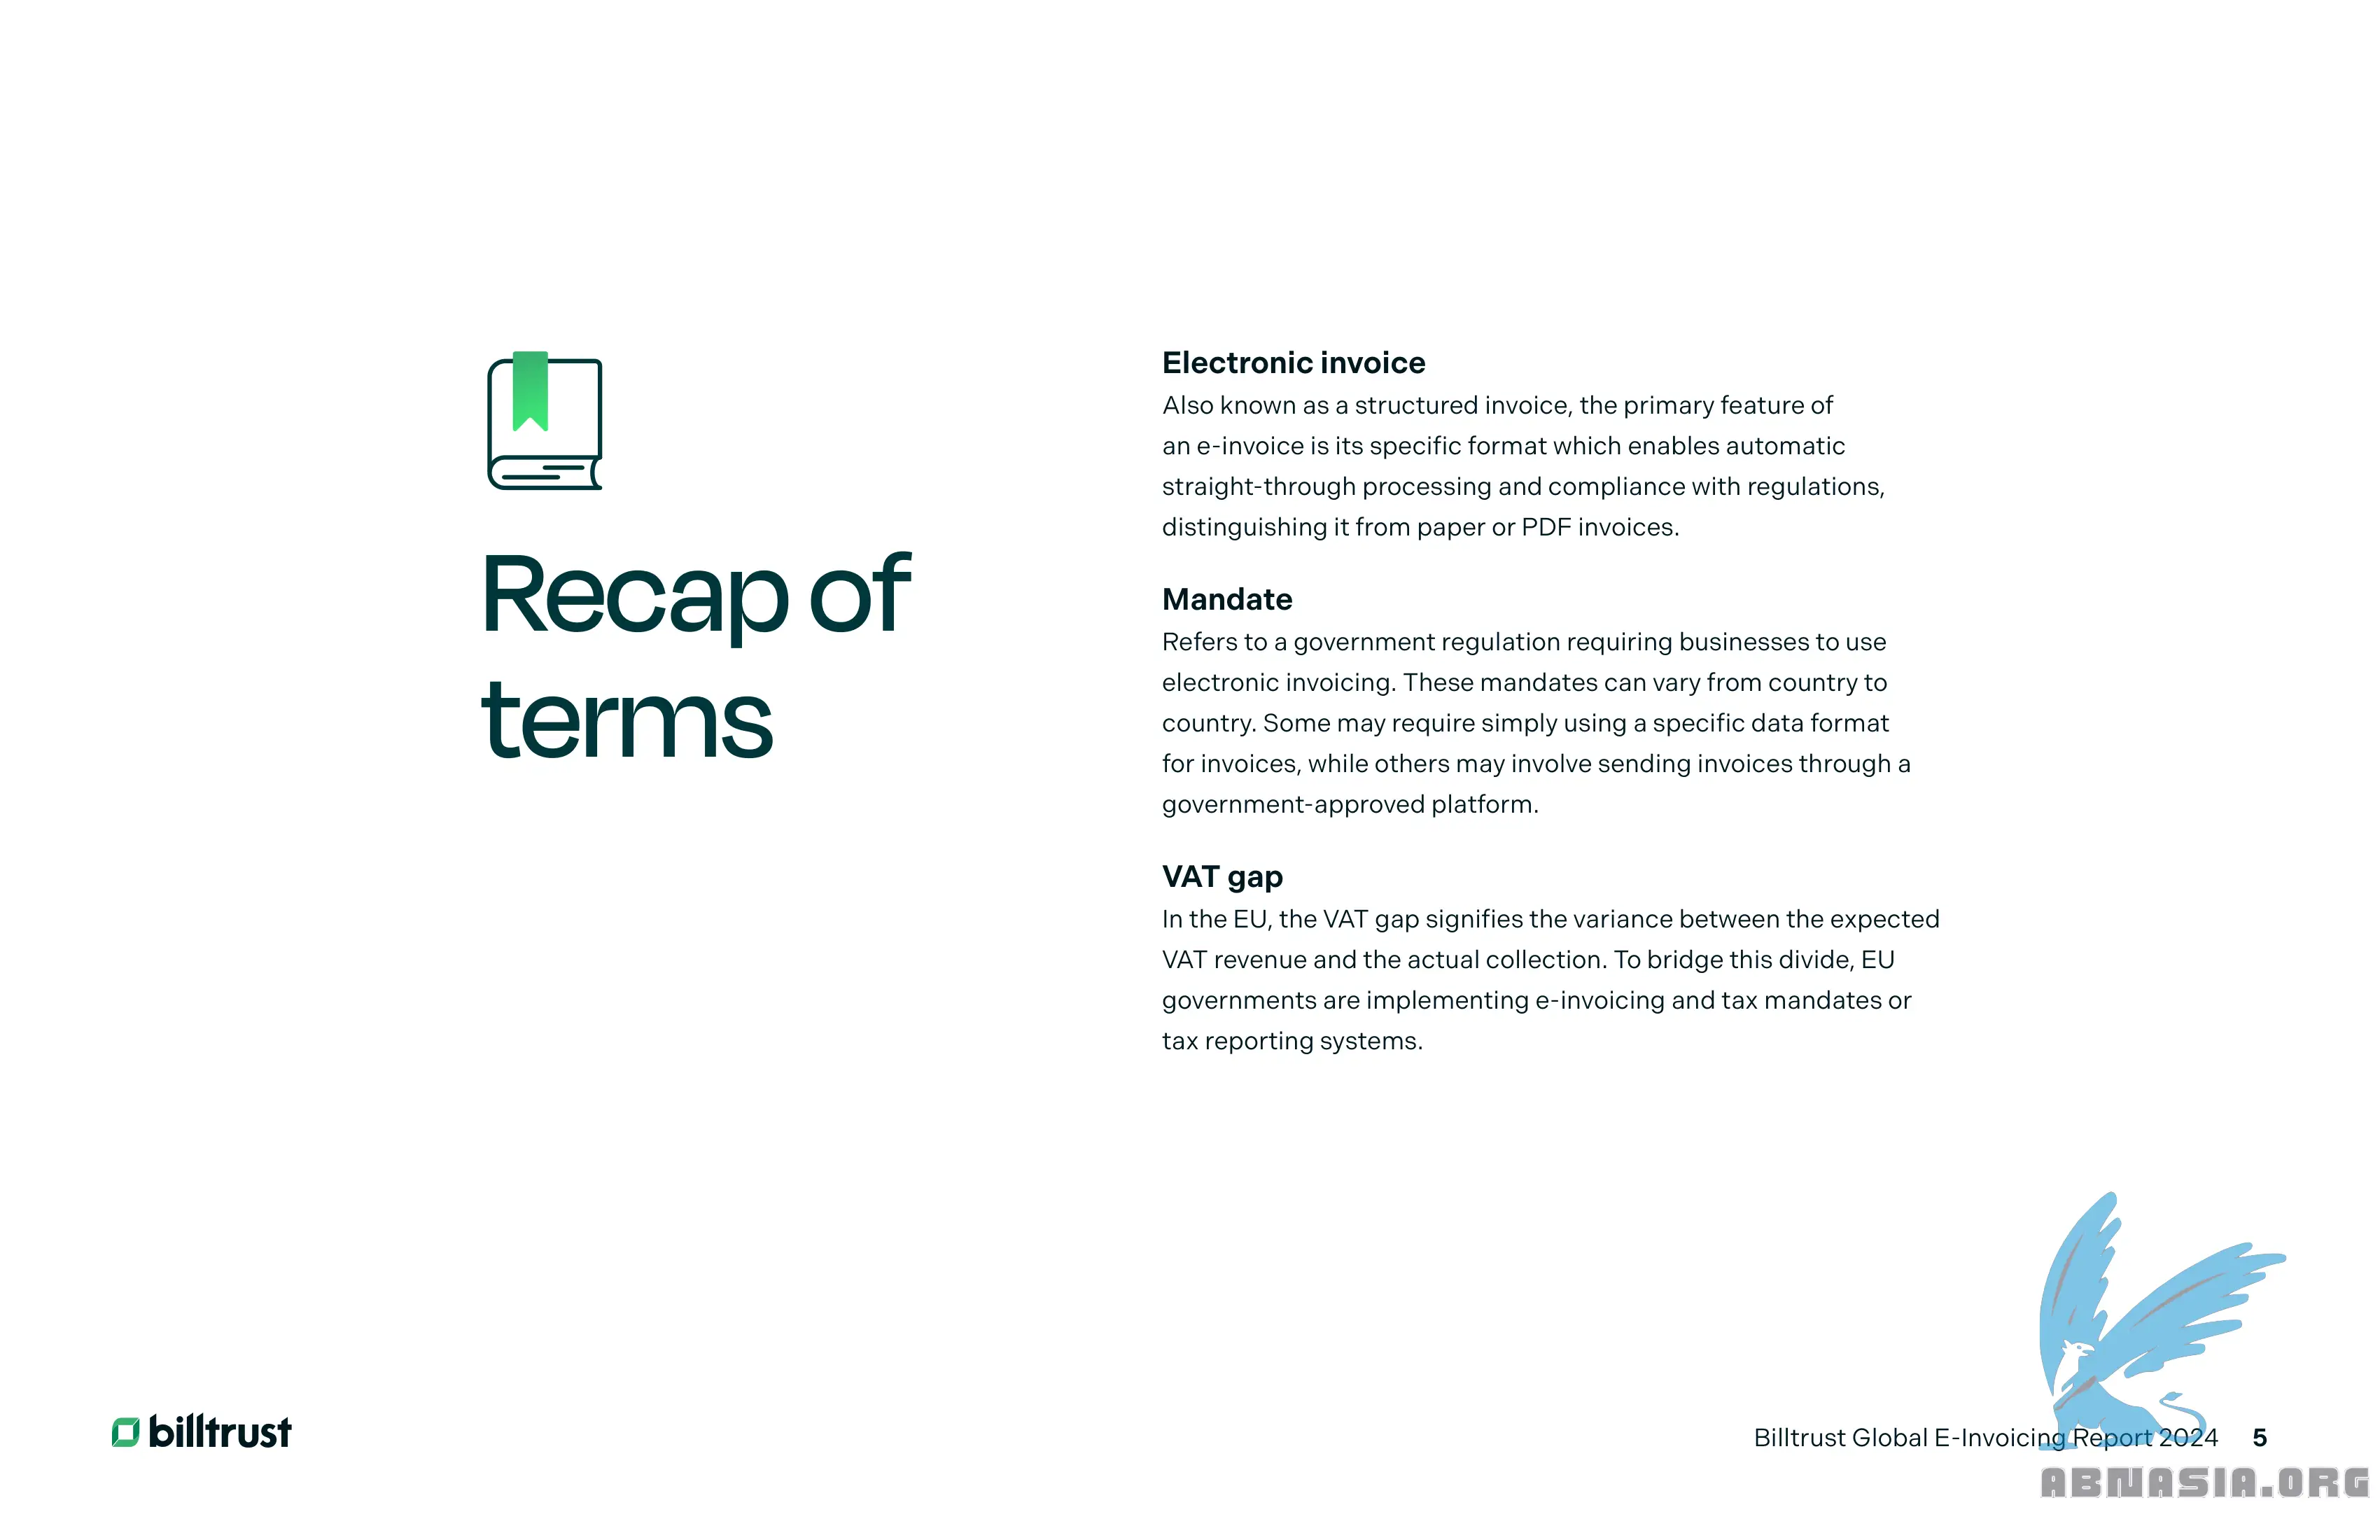 Recap of
terms
Electronic invoice
Also known as a structured invoice, the primary feature of
an e-invoice is its specific format which enables automatic
straight-through processing and compliance with regulations,
distinguishing it from paper or PDF invoices.
Mandate
Refers to a government regulation requiring businesses to use
electronic invoicing. These mandates can vary from country to
country. Some may require simply using a specific data format
for invoices, while others may involve sending invoices through a
government-approved platform.
VAT gap
In the EU, the VAT gap signifies the variance between the expected
VAT revenue and the actual collection. To bridge this divide, EU
governments are implementing e-invoicing and tax mandates or
tax reporting systems.
billtrust
Billtrust Global E-Invoicing Report 2024 5
ABNASIA.ORG